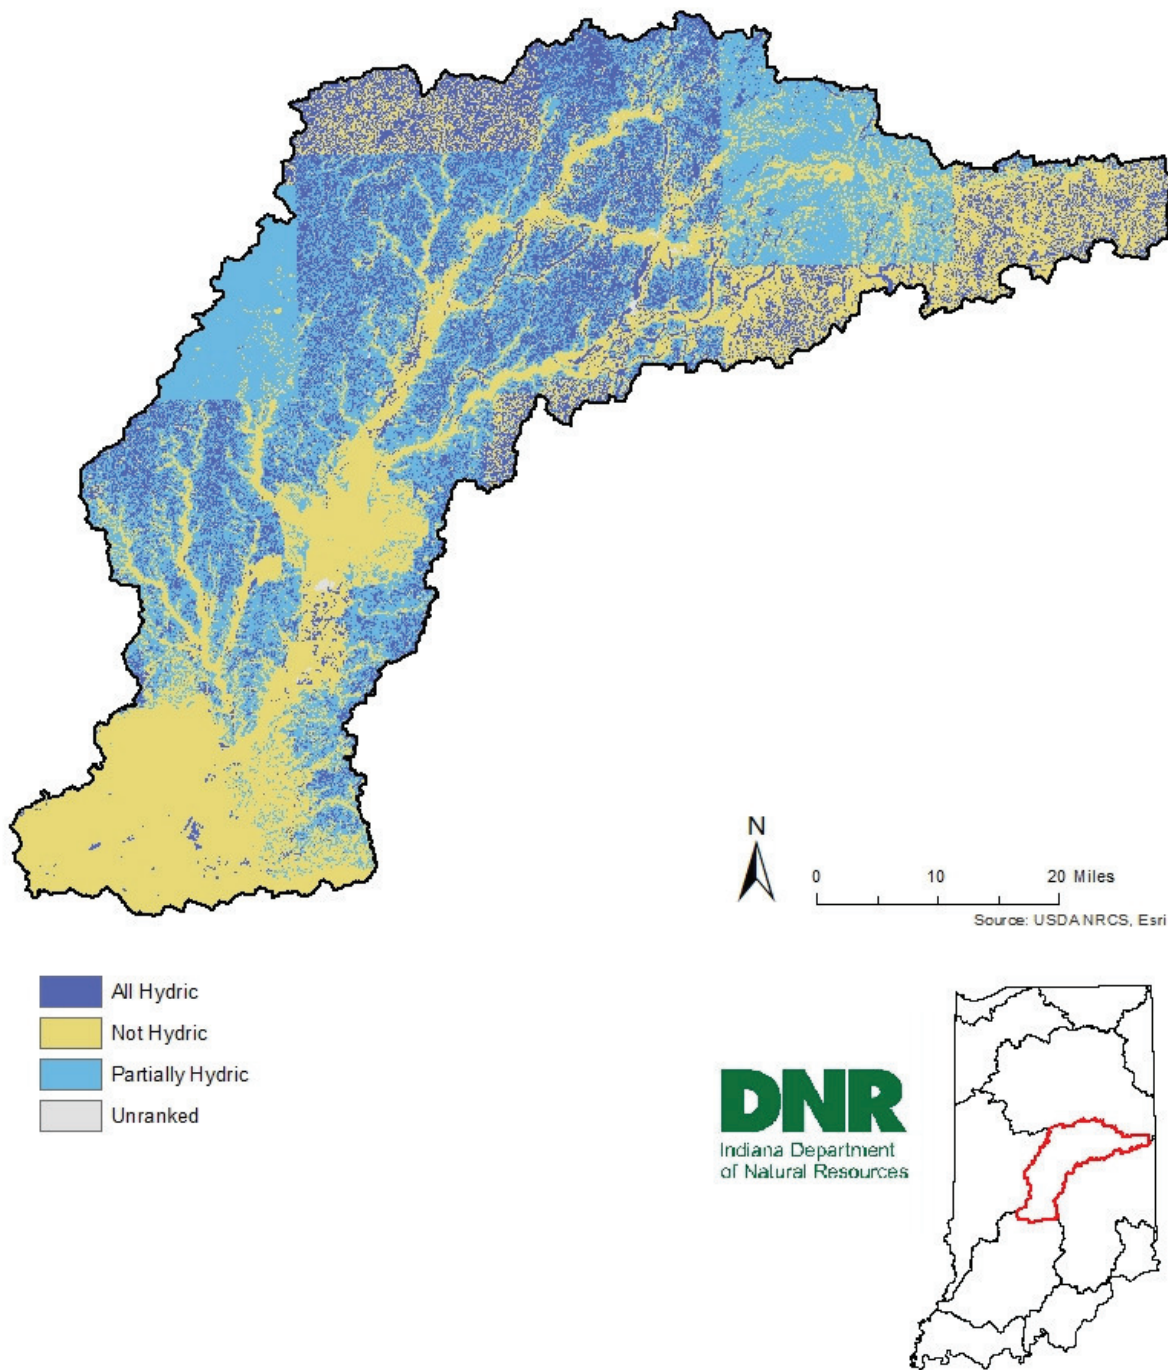 N
0 10 20 Miles
Source: USDA NRCS, Esri
All Hydric
Not Hydric
Partially Hydric
Unranked
DNR
Indiana Department
of Natural Resources